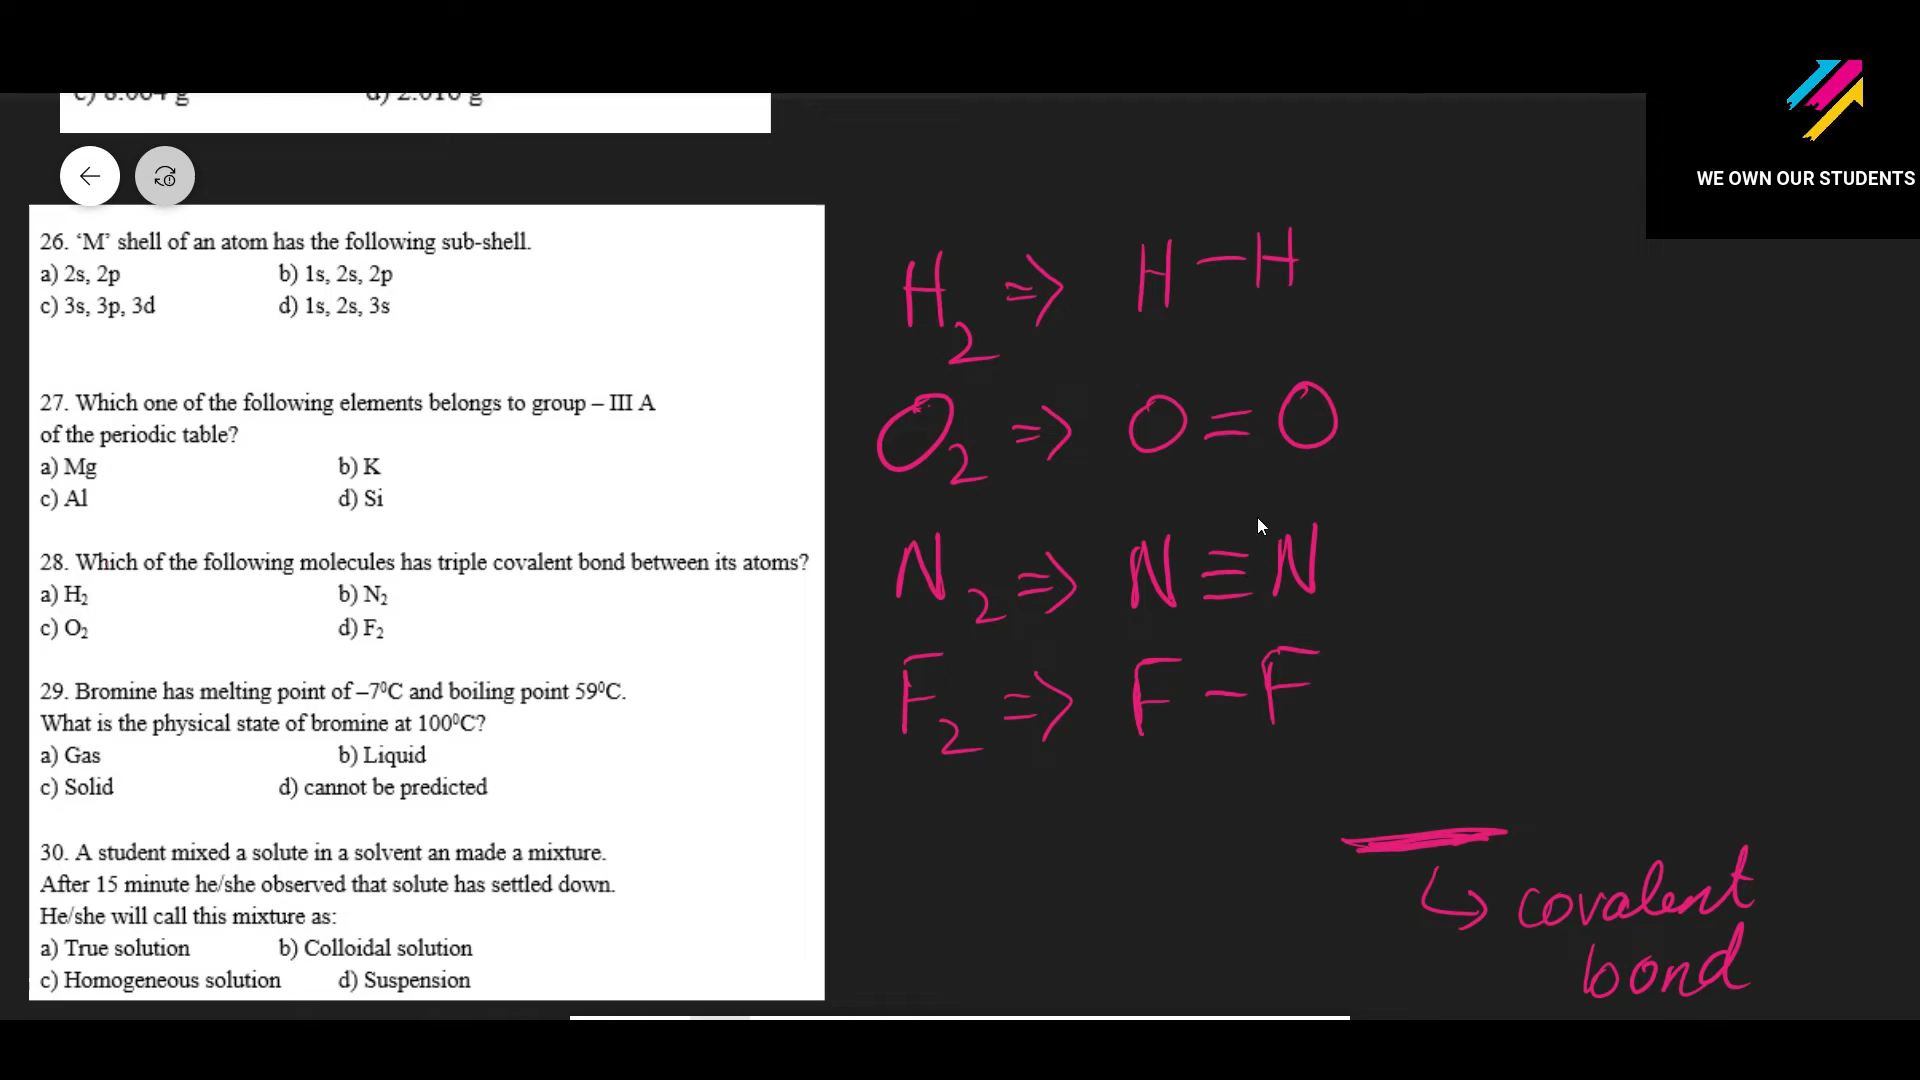 c) 8.064 g d) 2.016 g
WE OWN OUR STUDENTS
26. ‘M’ shell of an atom has the following sub-shell.
a) 2s, 2p b) 1s, 2s, 2p
c) 3s, 3p, 3d d) 1s, 2s, 3s
27. Which one of the following elements belongs to group – III A
of the periodic table?
a) Mg b) K
c) Al d) Si
28. Which of the following molecules has triple covalent bond between its atoms?
a) H₂ b) N₂
c) O₂ d) F₂
29. Bromine has melting point of –7⁰C and boiling point 59⁰C.
What is the physical state of bromine at 100⁰C?
a) Gas b) Liquid
c) Solid d) cannot be predicted
30. A student mixed a solute in a solvent an made a mixture.
After 15 minute he/she observed that solute has settled down.
He/she will call this mixture as:
a) True solution b) Colloidal solution
c) Homogeneous solution d) Suspension
H₂ ⇒ H – H
O₂ ⇒ O = O
N₂ ⇒ N ≡ N
F₂ ⇒ F – F
↳ covalent
bond